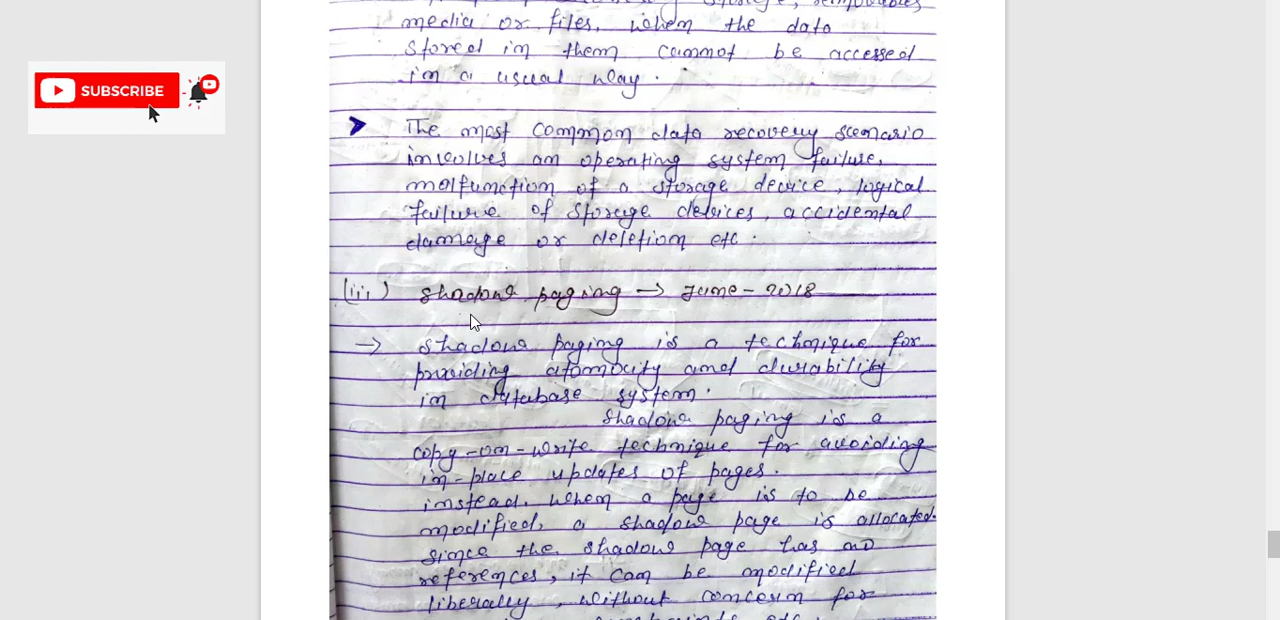 storage, removables
media or files, when the data
stored in them cannot be accessed
in a usual way.
SUBSCRIBE
➤ The most common data recovery scenario
involves an operating system failure,
malfunction of a storage device, logical
failure of storage devices, accidental
damage or deletion etc.
(iii) shadow paging → June - 2018
→ shadow paging is a technique for
providing atomocity and durability
in database system.
shadow paging is a
copy-on-write technique for avoiding
in-place updates of pages.
instead, when a page is to be
modified, a shadow page is allocated.
since the shadow page has no
references, it can be modified
liberally, without concern for
etc.